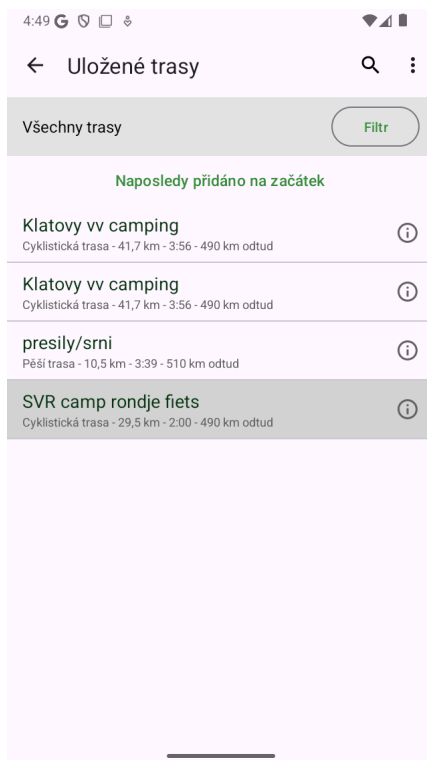 4:49
Uložené trasy
Všechny trasy
Filtr
Naposledy přidáno na začátek
Klatovy vv camping
Cyklistická trasa - 41,7 km - 3:56 - 490 km odtud
Klatovy vv camping
Cyklistická trasa - 41,7 km - 3:56 - 490 km odtud
presily/srni
Pěší trasa - 10,5 km - 3:39 - 510 km odtud
SVR camp rondje fiets
Cyklistická trasa - 29,5 km - 2:00 - 490 km odtud